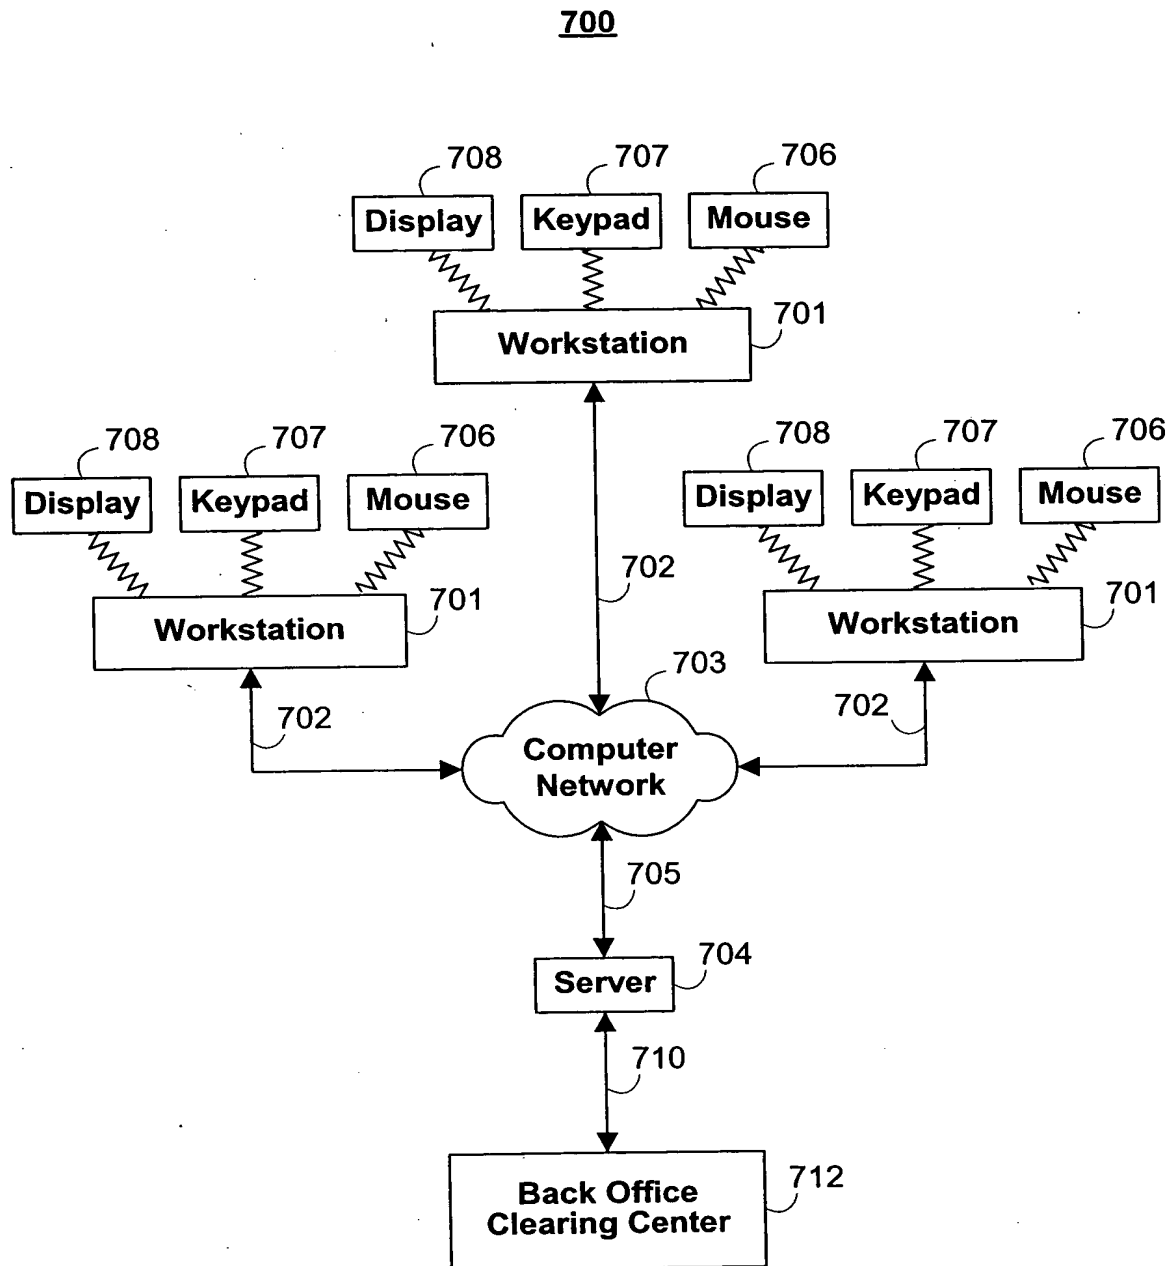 700
708
707
706
Display
Keypad
Mouse
701
Workstation
708
707
706
Display
Keypad
Mouse
701
Workstation
702
708
707
706
Display
Keypad
Mouse
701
Workstation
702
702
703
Computer
Network
705
704
Server
710
712
Back Office
Clearing Center